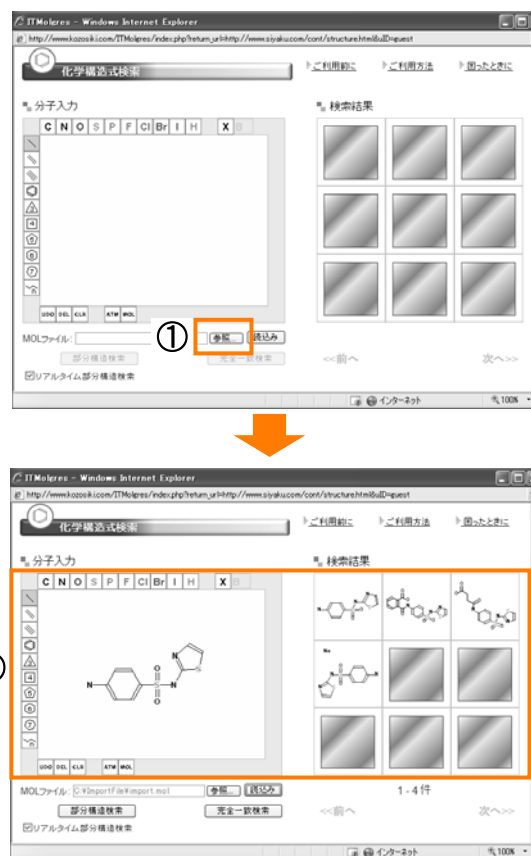 ITMolgres - Windows Internet Explorer
http://www.kozosiki.com/ITMolgres/index.php?return_url=http://www.siyaku.com/cont/structure.html&uID=guest
化学構造式検索
ご利用前に ご利用方法 困ったときに
分子入力
検索結果
C N O S P F Cl Br I H X B
3
4
5
6
7
n
UDO DEL CLR ATM MOL
MOLファイル: ① 参照... 読込み
部分構造検索 完全一致検索 <<前へ 次へ>>
リアルタイム部分構造検索
インターネット 100%
ITMolgres - Windows Internet Explorer
http://www.kozosiki.com/ITMolgres/index.php?return_url=http://www.siyaku.com/cont/structure.html&uID=guest
化学構造式検索
ご利用前に ご利用方法 困ったときに
分子入力
検索結果
C N O S P F Cl Br I H X B
3
4
5
6
7
n
N O S O N N S
Na
UDO DEL CLR ATM MOL
MOLファイル: C:¥ImportFile¥import.mol 参照... 読込み 1 - 4 件
部分構造検索 完全一致検索 <<前へ 次へ>>
リアルタイム部分構造検索
インターネット 100%